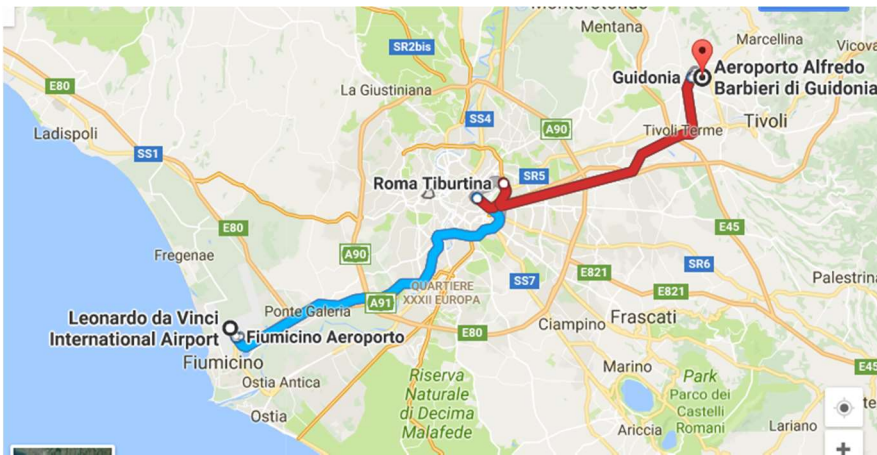 Mentana
Marcellina
Vicova
SR2bis
E80
La Giustiniana
Guidonia
Aeroporto Alfredo
Barbieri di Guidonia
SS4
A90
Tivoli
Tivoli Terme
Ladispoli
SS1
Roma Tiburtina
SR5
E80
E45
Fregenae
A90
SR6
E821
SS7
Palestrina
QUARTIERE
XXXII EUROPA
E821
Leonardo da Vinci
International Airport
Ponte Galeria
A91
Fiumicino Aeroporto
E80
Ciampino
Frascati
Fiumicino
Ostia Antica
Marino
E45
Riserva
Naturale
di Decima
Malafede
Park
Parco dei
Castelli
Romani
Ostia
Ariccia
Lariano